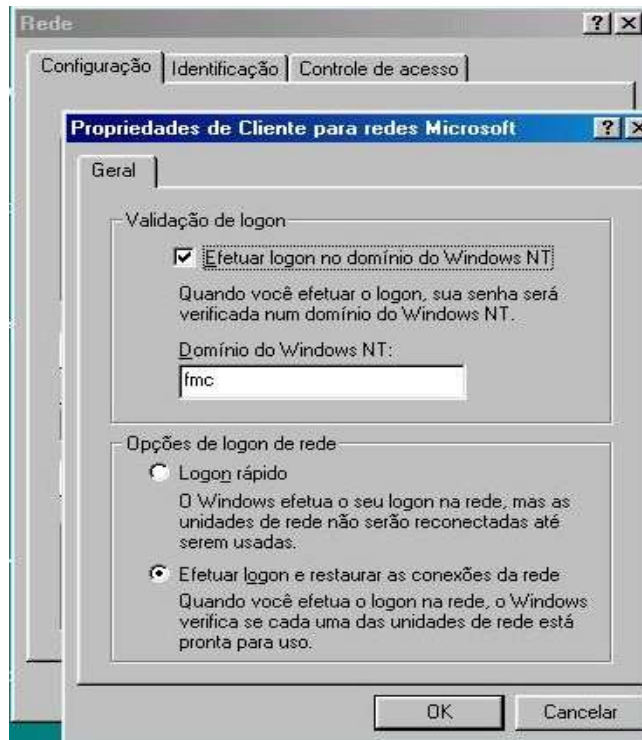 Rede
Configuração Identificação Controle de acesso
Propriedades de Cliente para redes Microsoft
Geral
Validação de logon
Efetuar logon no domínio do Windows NT
Quando você efetuar o logon, sua senha será
verificada num domínio do Windows NT.
Domínio do Windows NT:
fmc
Opções de logon de rede
Logon rápido
O Windows efetua o seu logon na rede, mas as
unidades de rede não serão reconectadas até
serem usadas.
Efetuar logon e restaurar as conexões da rede
Quando você efetua o logon na rede, o Windows
verifica se cada uma das unidades de rede está
pronta para uso.
OK Cancelar